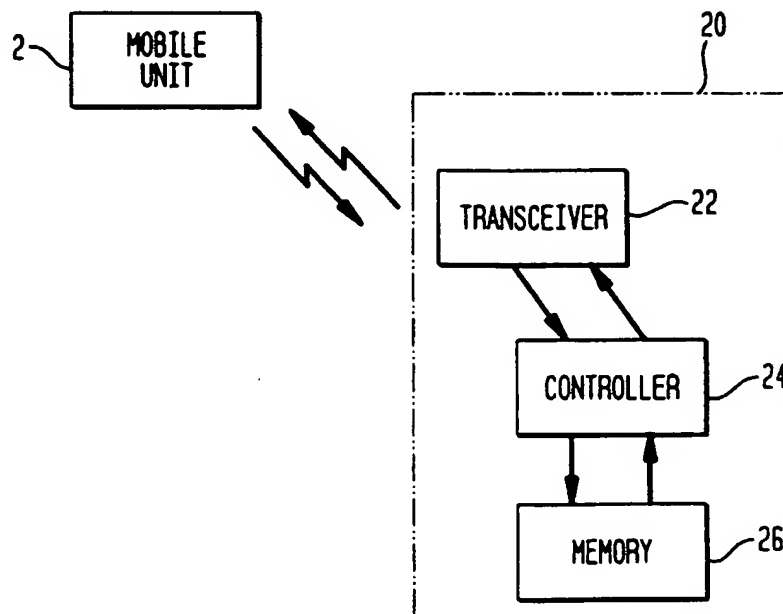 2
MOBILE
UNIT
20
TRANSCEIVER
22
CONTROLLER
24
MEMORY
26